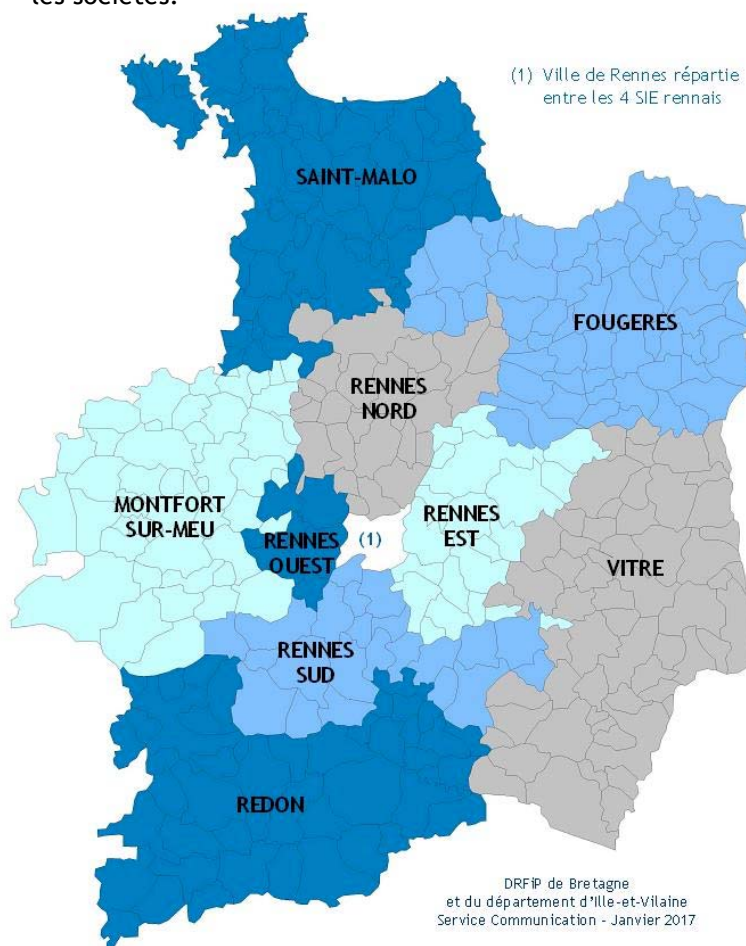 les sociétés.
(1) Ville de Rennes répartie
entre les 4 SIE rennais
SAINT-MALO
FOUGERES
RENNES
NORD
MONTFORT
SUR-MEU
RENNES
OUEST
(1)
RENNES
EST
VITRE
RENNES
SUD
REDON
DRFiP de Bretagne
et du département d'Ille-et-Vilaine
Service Communication - Janvier 2017